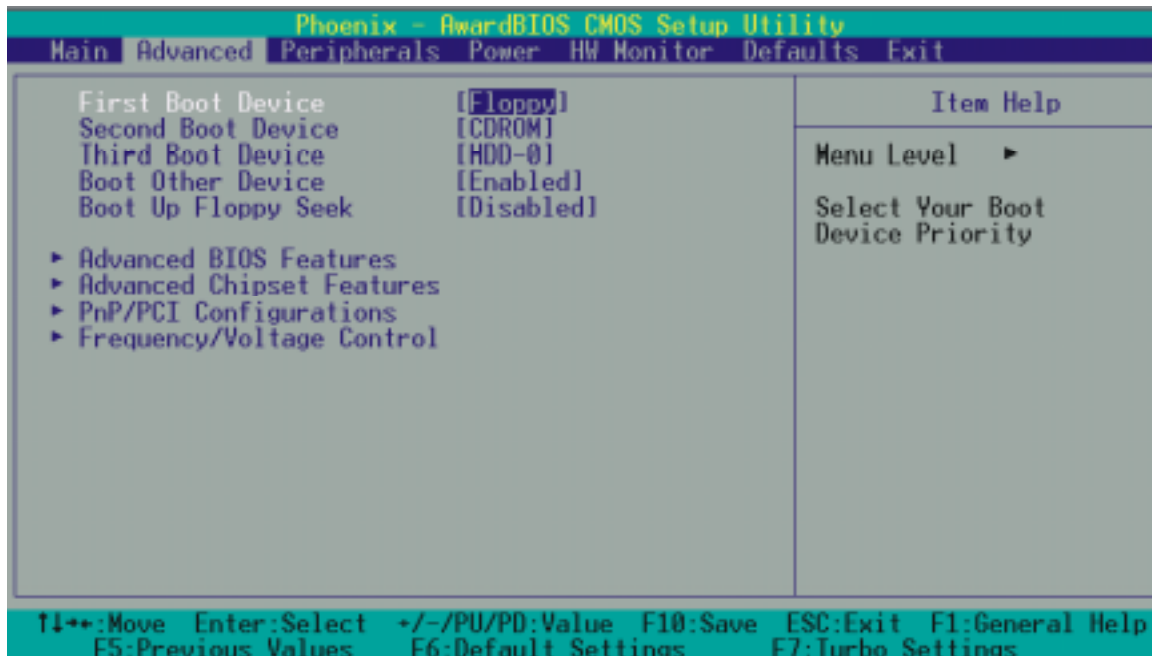 Phoenix - AwardBIOS CMOS Setup Utility
Main Advanced Peripherals Power HW Monitor Defaults Exit
First Boot Device [Floppy]
Second Boot Device [CDROM]
Third Boot Device [HDD-0]
Boot Other Device [Enabled]
Boot Up Floppy Seek [Disabled]
▶ Advanced BIOS Features
▶ Advanced Chipset Features
▶ PnP/PCI Configurations
▶ Frequency/Voltage Control
Item Help
Menu Level ▶
Select Your Boot
Device Priority
↑↓→←:Move Enter:Select +/-/PU/PD:Value F10:Save ESC:Exit F1:General Help
F5:Previous Values F6:Default Settings F7:Turbo Settings